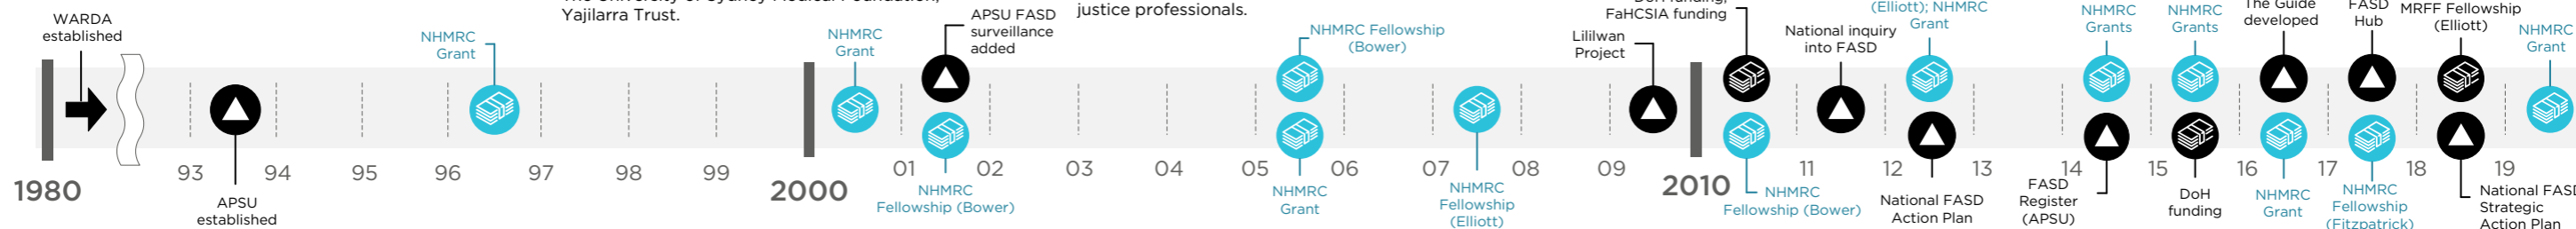 The University of Sydney Medical Foundation,
Yajilarra Trust.
justice professionals.
WARDA
established
NHMRC
Grant
NHMRC
Grant
APSU FASD
surveillance
added
NHMRC Fellowship
(Bower)
Lililwan
Project
DoH funding;
FaHCSIA funding
National inquiry
into FASD
(Elliott); NHMRC
Grant
NHMRC
Grants
NHMRC
Grants
The Guide
developed
FASD
Hub
MRFF Fellowship
(Elliott)
NHMRC
Grant
1980
93
94
95
96
97
98
99
2000
01
02
03
04
05
06
07
08
09
2010
11
12
13
14
15
16
17
18
19
APSU
established
NHMRC
Fellowship (Bower)
NHMRC
Grant
NHMRC
Fellowship
(Elliott)
NHMRC
Fellowship (Bower)
National FASD
Action Plan
FASD
Register
(APSU)
DoH
funding
NHMRC
Grant
NHMRC
Fellowship
(Fitzpatrick)
National FASD
Strategic
Action Plan